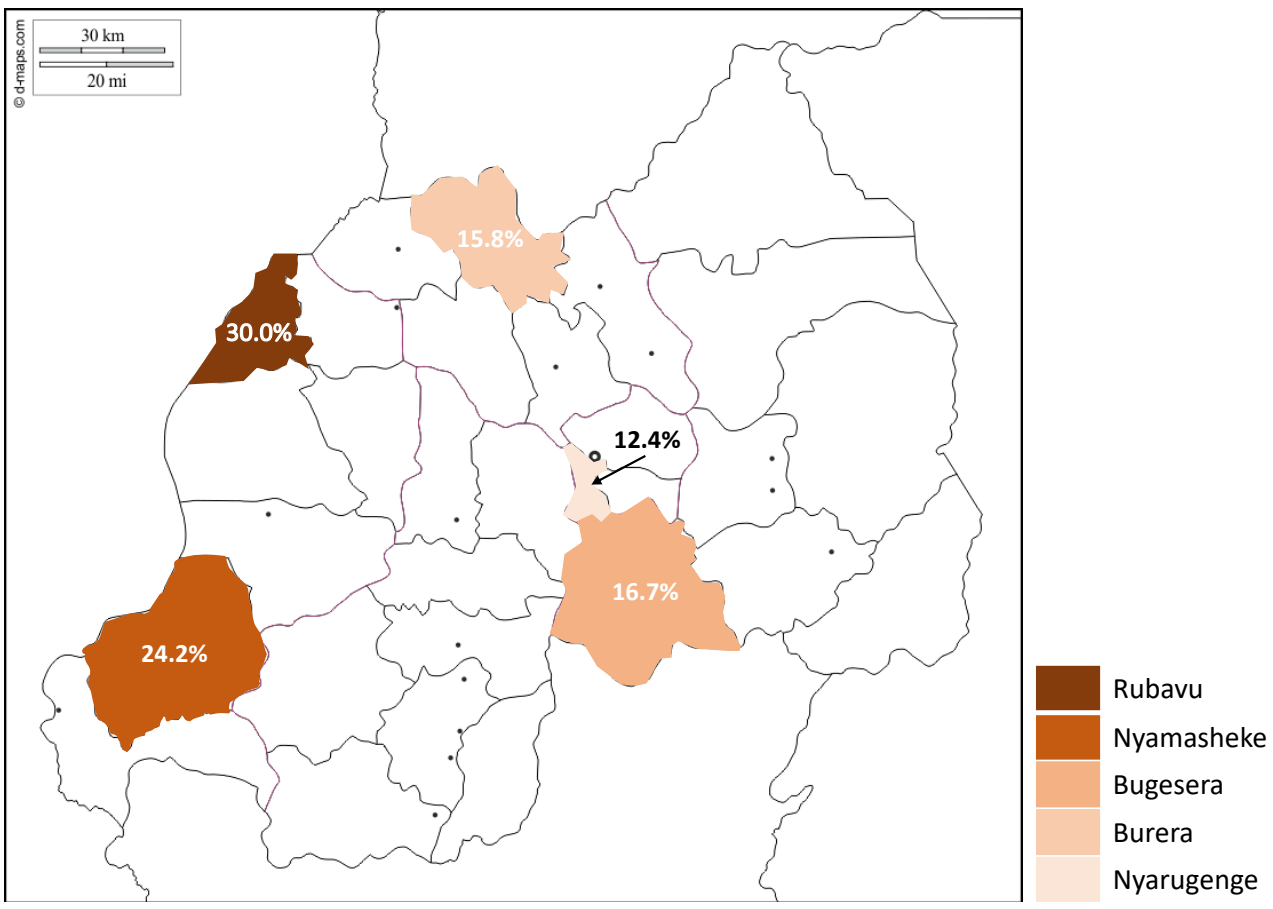 © d-maps.com
30 km
20 mi
15.8%
30.0%
12.4%
16.7%
24.2%
Rubavu
Nyamasheke
Bugesera
Burera
Nyarugenge